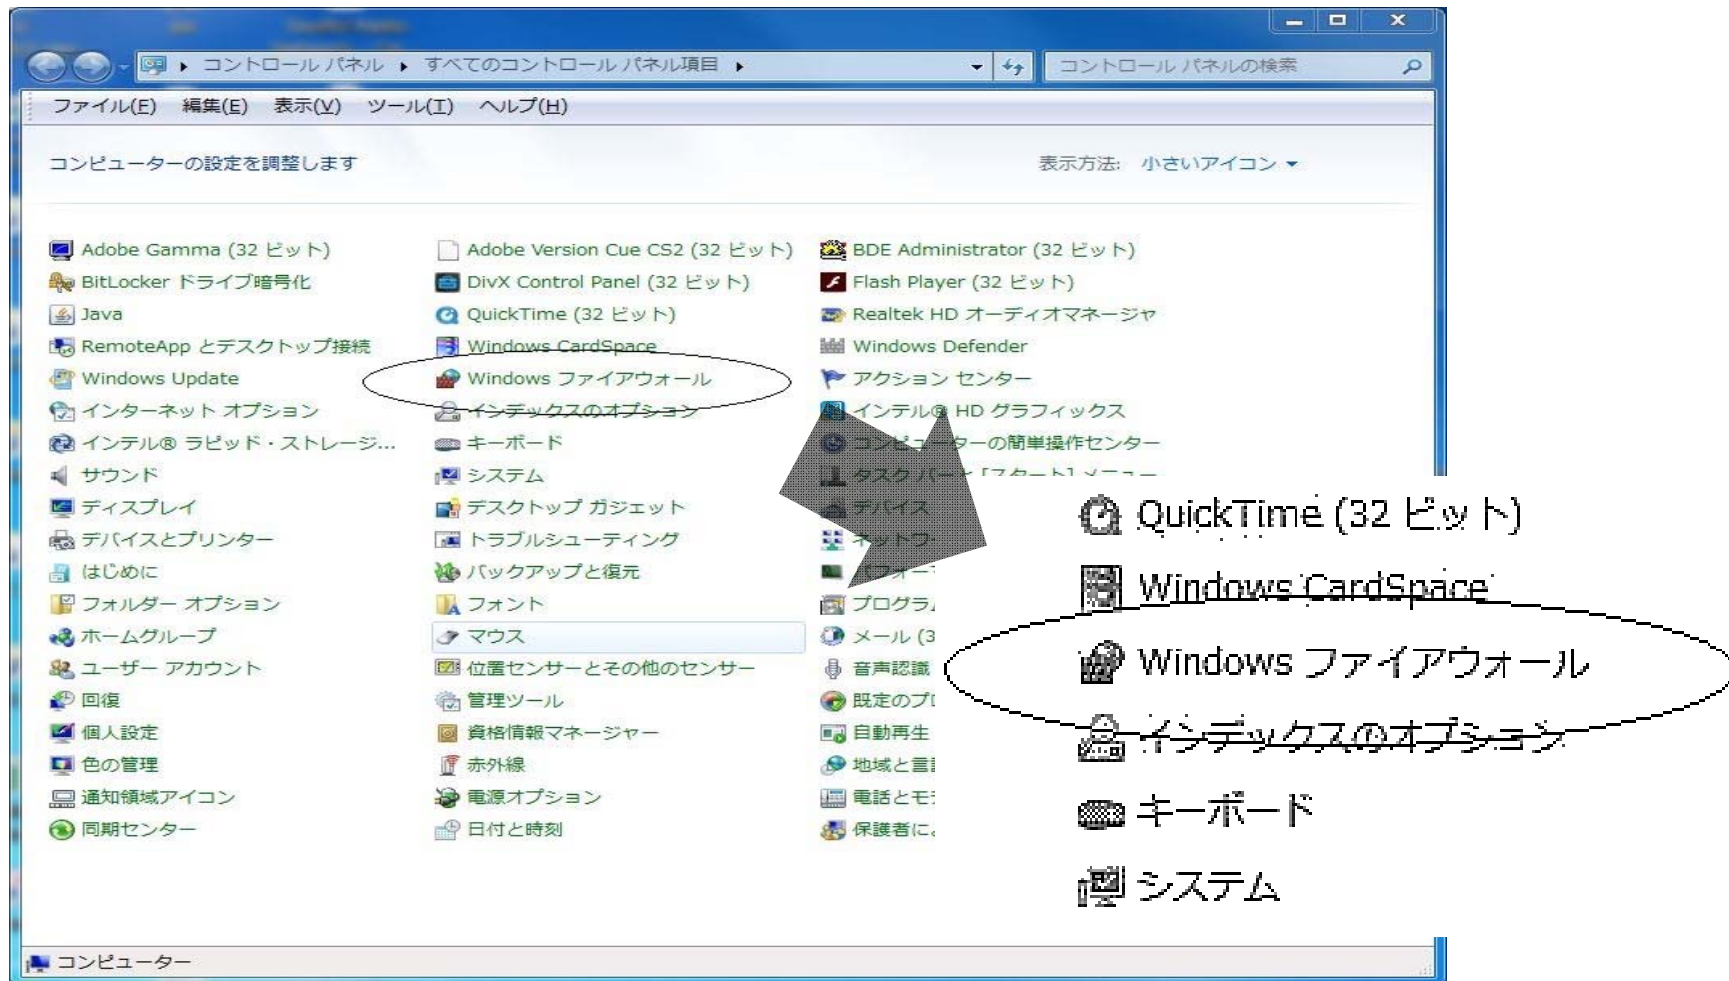 コントロール パネル ▸ すべてのコントロール パネル項目 ▸
コントロール パネルの検索
ファイル(F) 編集(E) 表示(V) ツール(T) ヘルプ(H)
コンピューターの設定を調整します
表示方法: 小さいアイコン
Adobe Gamma (32 ビット)
Adobe Version Cue CS2 (32 ビット)
BDE Administrator (32 ビット)
BitLocker ドライブ暗号化
DivX Control Panel (32 ビット)
Flash Player (32 ビット)
Java
QuickTime (32 ビット)
Realtek HD オーディオマネージャ
RemoteApp とデスクトップ接続
Windows CardSpace
Windows Defender
Windows Update
Windows ファイアウォール
アクション センター
インターネット オプション
インデックスのオプション
インテル® HD グラフィックス
インテル® ラピッド・ストレージ...
キーボード
コンピューターの簡単操作センター
サウンド
システム
タスク バーと [スタート] メニュー
ディスプレイ
デスクトップ ガジェット
デバイス
デバイスとプリンター
トラブルシューティング
ネットワ
はじめに
バックアップと復元
パフォー
フォルダー オプション
フォント
プログラ
ホームグループ
マウス
メール (3
ユーザー アカウント
位置センサーとその他のセンサー
音声認識
回復
管理ツール
既定のプ
個人設定
資格情報マネージャー
自動再生
色の管理
赤外線
地域と言
通知領域アイコン
電源オプション
電話とモ
同期センター
日付と時刻
保護者に
QuickTime (32 ビット)
Windows CardSpace
Windows ファイアウォール
インデックスのオプション
キーボード
システム
コンピューター